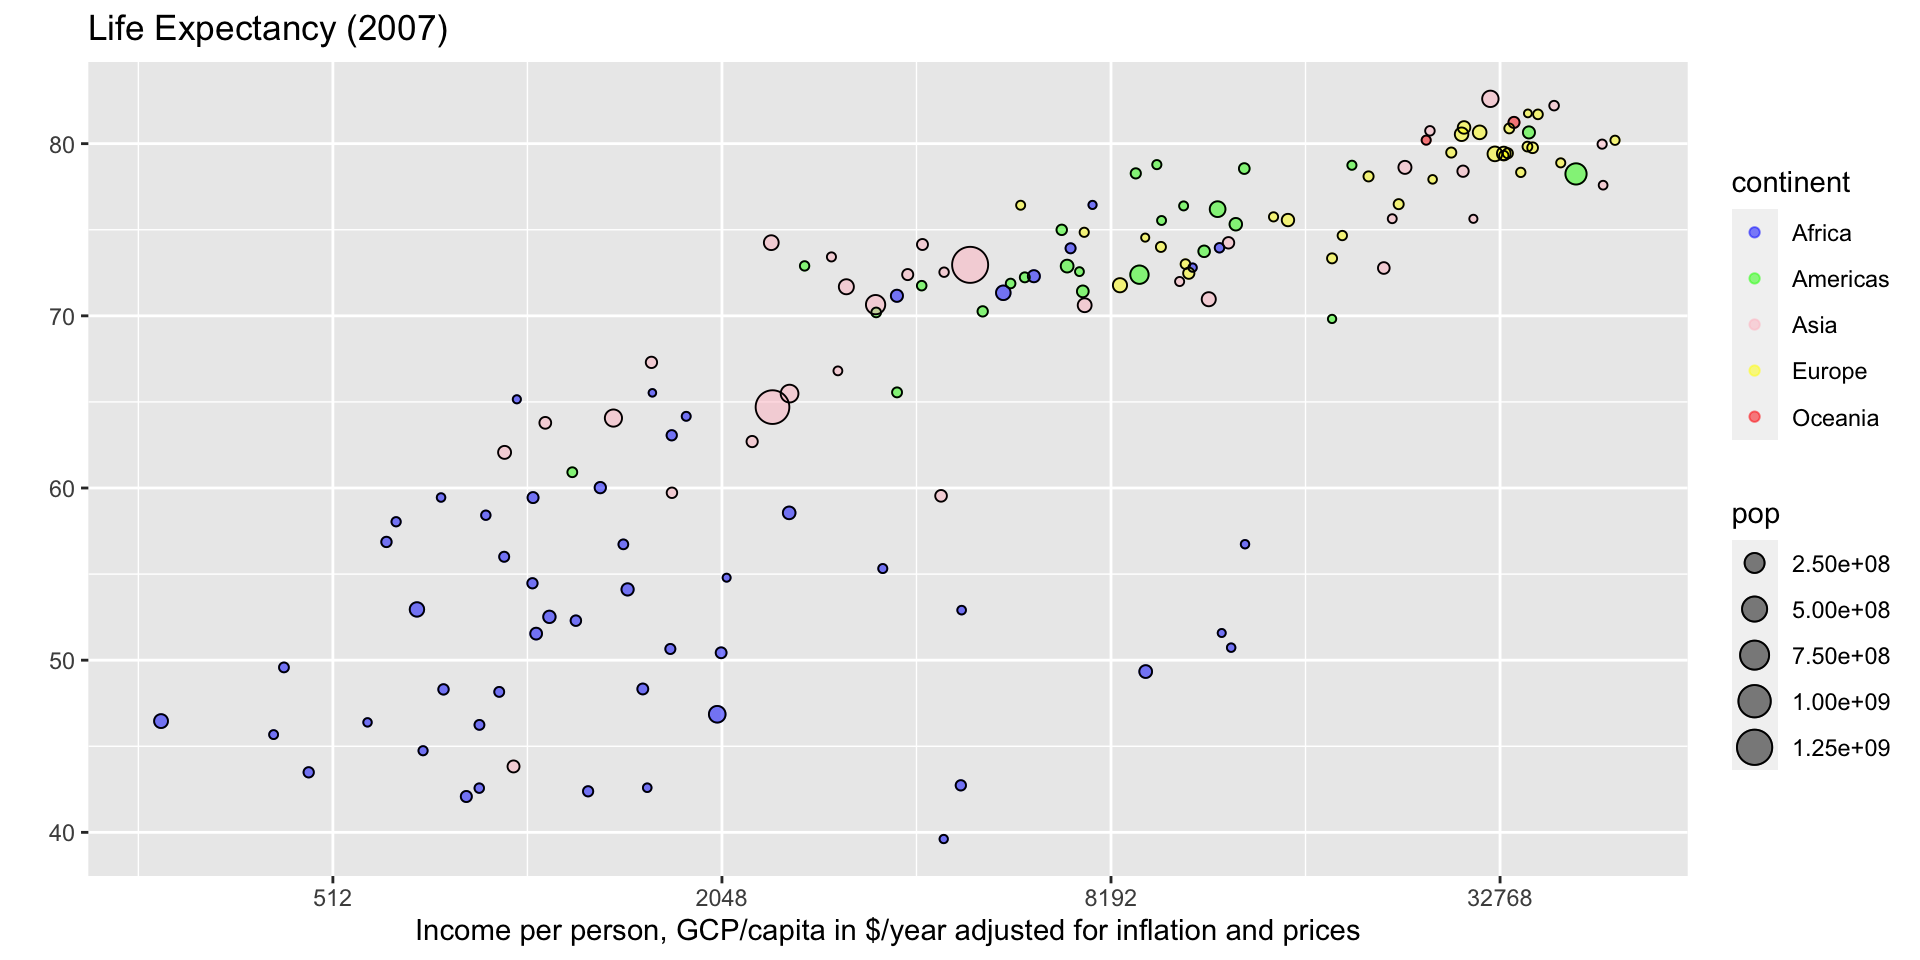 Life Expectancy (2007)
80
70
60
50
40
512
2048
8192
32768
Income per person, GCP/capita in $/year adjusted for inflation and prices
continent
Africa
Americas
Asia
Europe
Oceania
pop
2.50e+08
5.00e+08
7.50e+08
1.00e+09
1.25e+09